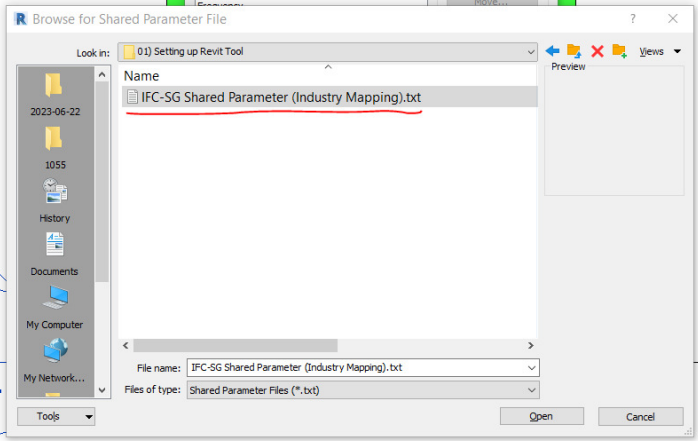 Frequency
Move...
R Browse for Shared Parameter File
Look in:
01) Setting up Revit Tool
Views
Preview
Name
IFC-SG Shared Parameter (Industry Mapping).txt
2023-06-22
1055
History
Documents
My Computer
My Network...
File name:
IFC-SG Shared Parameter (Industry Mapping).txt
Files of type:
Shared Parameter Files (*.txt)
Tools
Open
Cancel